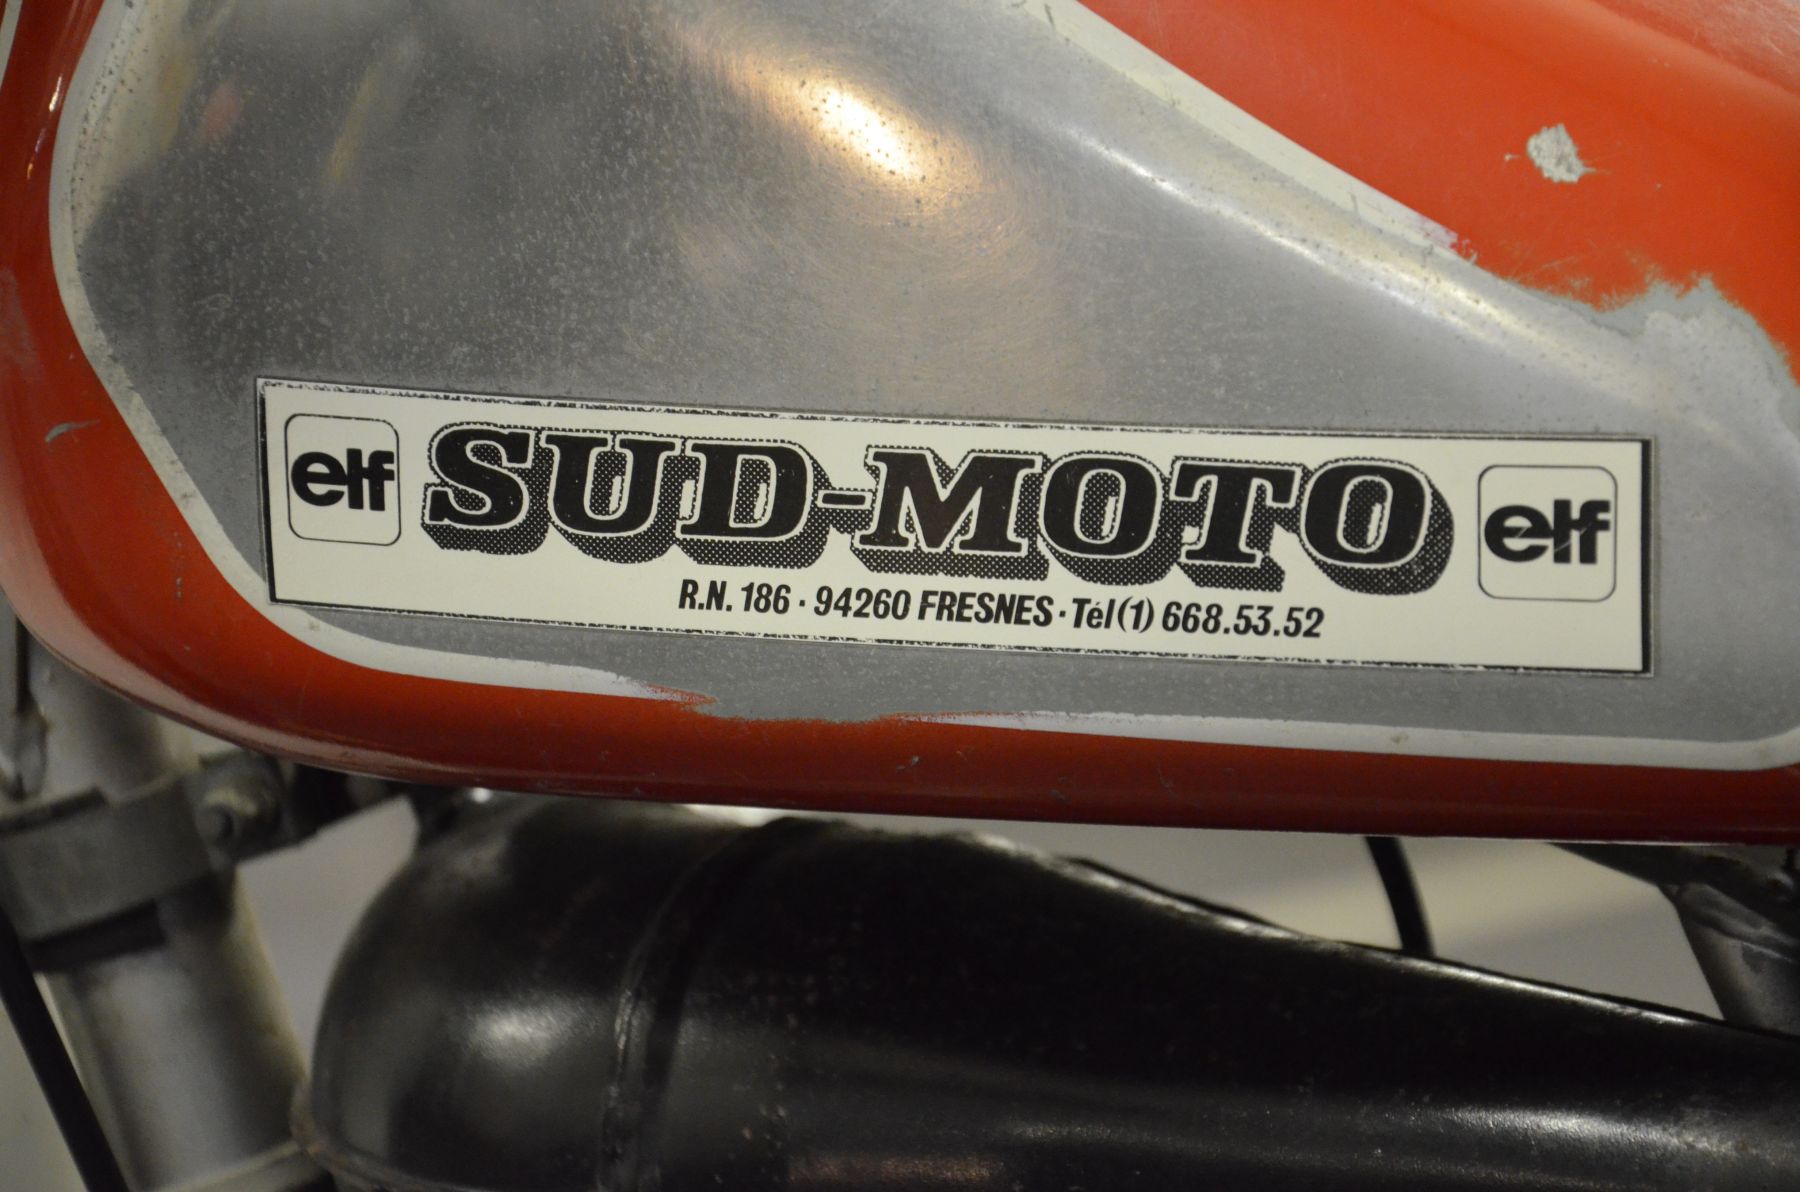 elf SUD-MOTO elf
R.N. 186 · 94260 FRESNES · Tél (1) 668.53.52